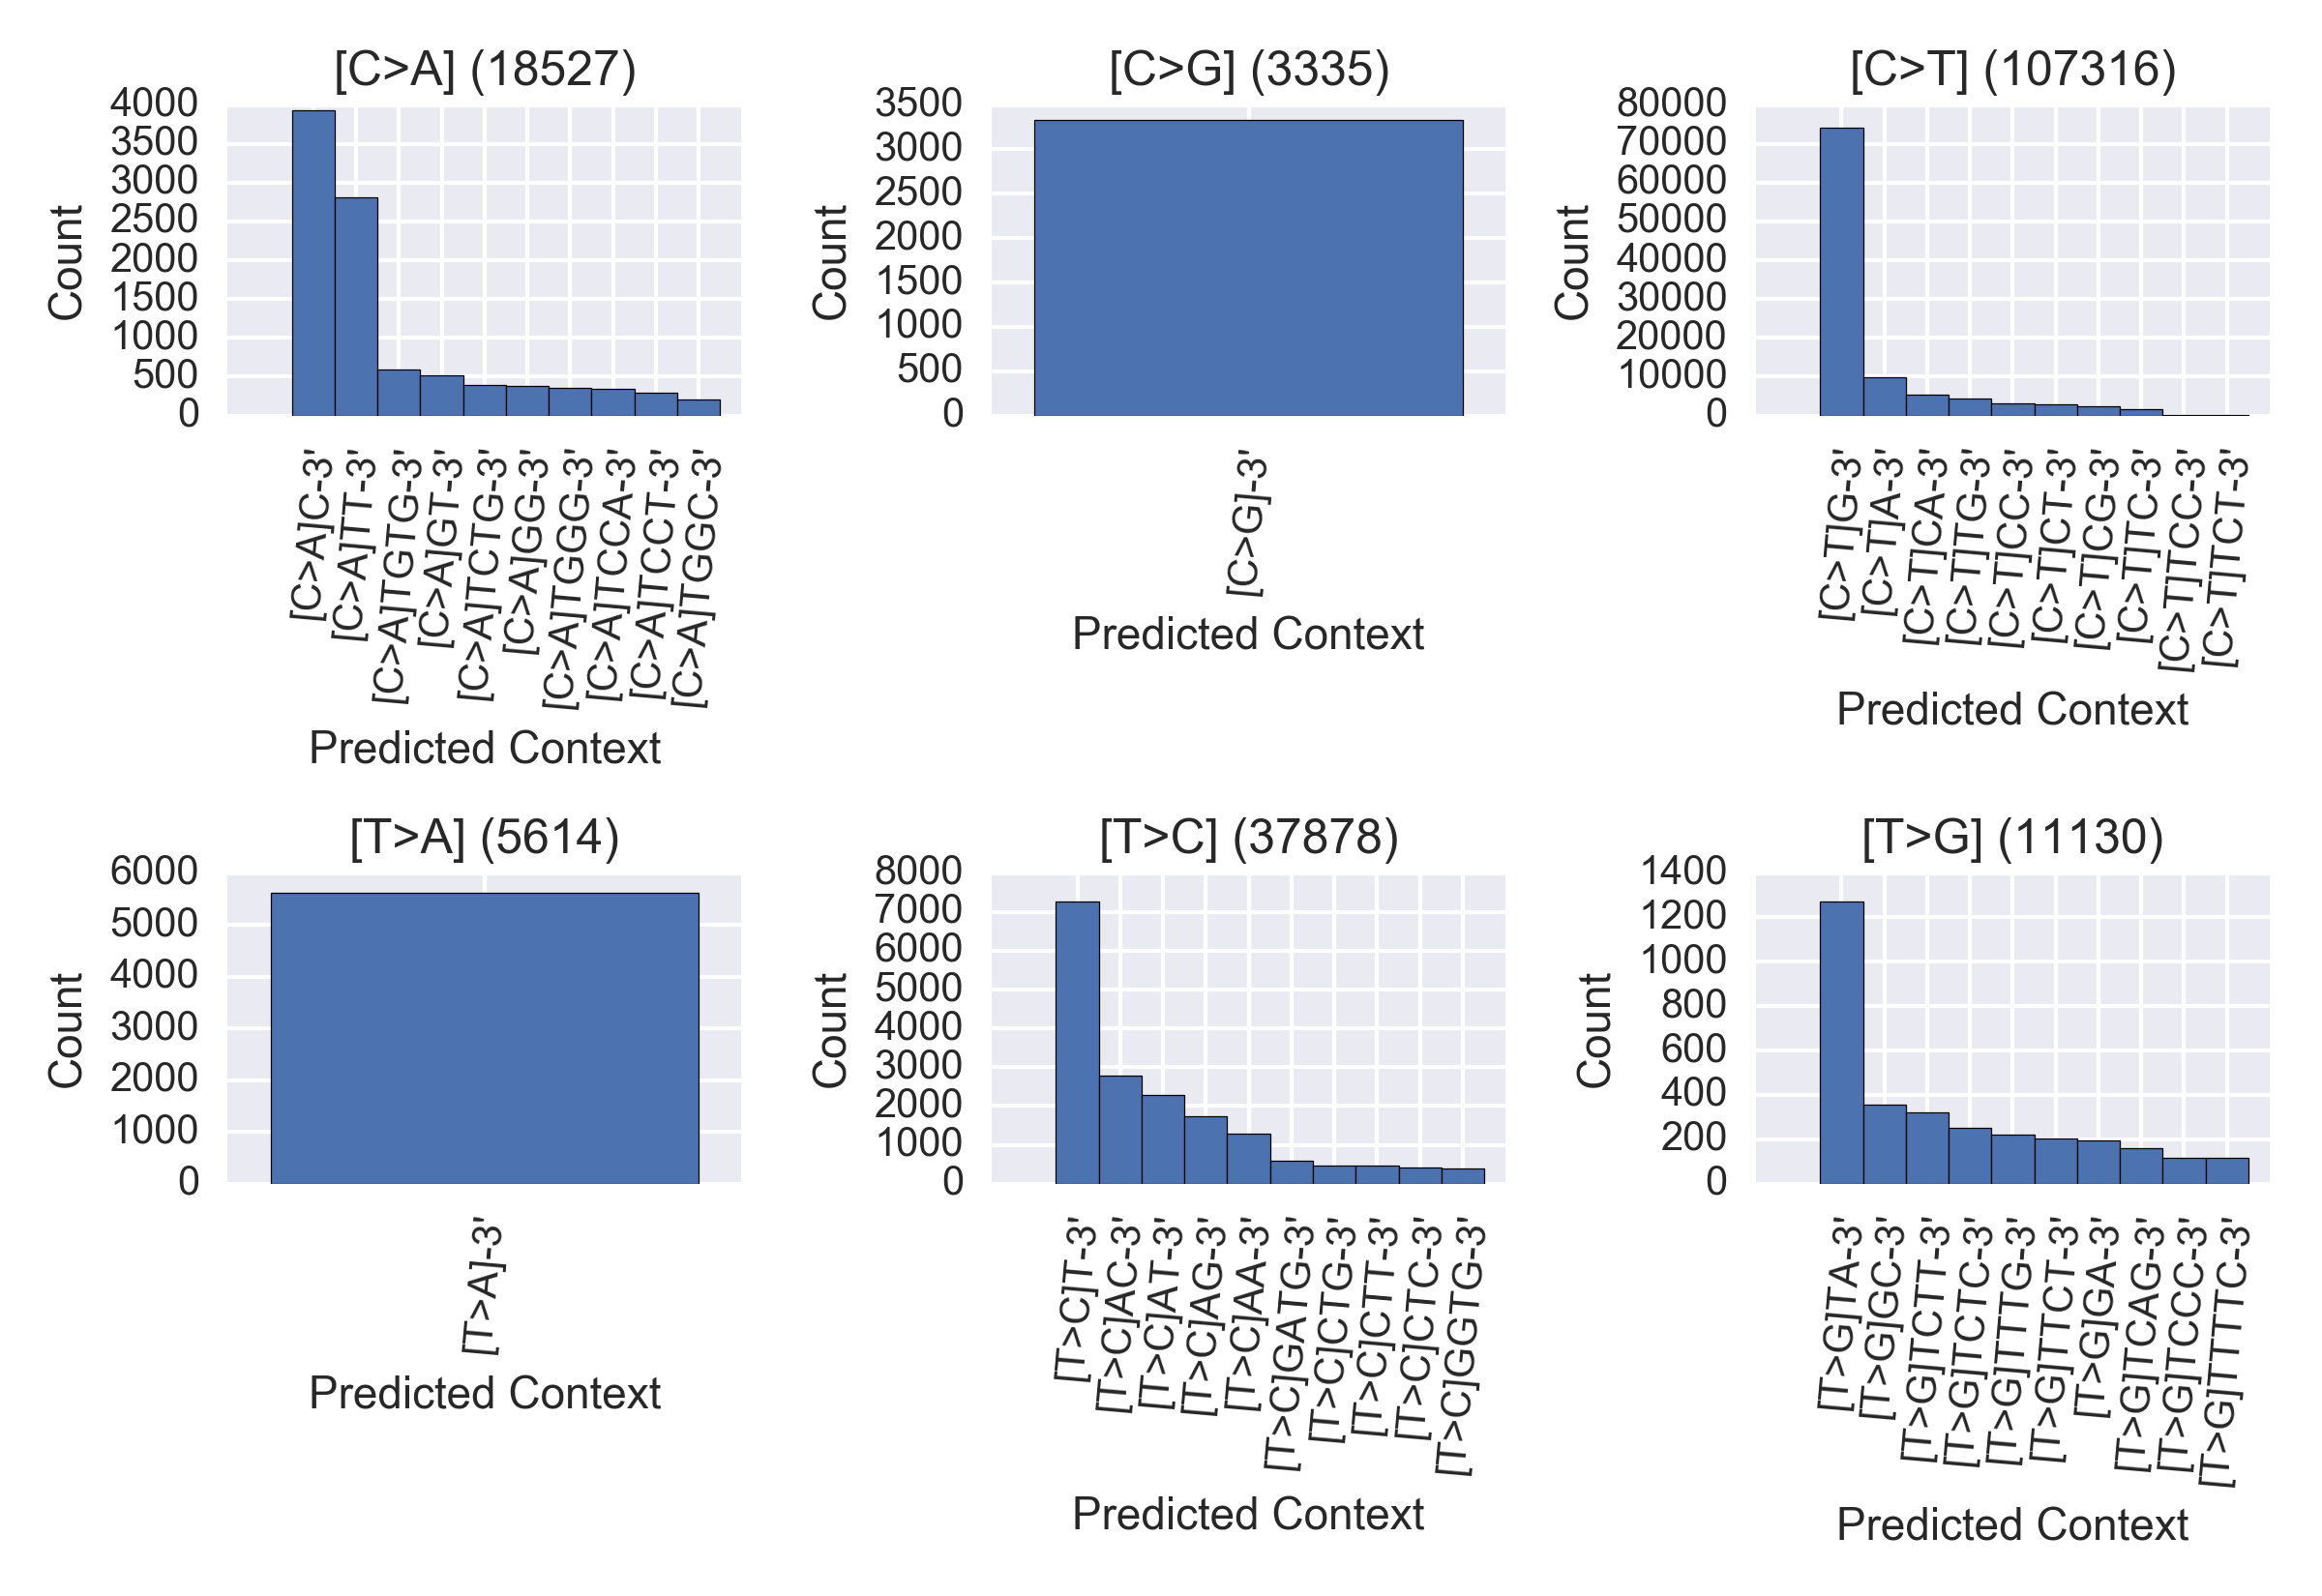 [C>A] (18527)
4000
3500
3000
2500
2000
1500
1000
500
0
Count
[C>A]C-3'
[C>A]TT-3'
[C>A]TGTG-3'
[C>A]GT-3'
[C>A]TCTG-3'
[C>A]GG-3'
[C>A]TGGG-3'
[C>A]TCCA-3'
[C>A]TCCT-3'
[C>A]TGGC-3'
Predicted Context
[C>G] (3335)
3500
3000
2500
2000
1500
1000
500
0
Count
[C>G]-3'
Predicted Context
[C>T] (107316)
80000
70000
60000
50000
40000
30000
20000
10000
0
Count
[C>T]G-3'
[C>T]A-3'
[C>T]CA-3'
[C>T]TG-3'
[C>T]CC-3'
[C>T]CT-3'
[C>T]CG-3'
[C>T]TC-3'
[C>T]TCC-3'
[C>T]TCT-3'
Predicted Context
[T>A] (5614)
6000
5000
4000
3000
2000
1000
0
Count
[T>A]-3'
Predicted Context
[T>C] (37878)
8000
7000
6000
5000
4000
3000
2000
1000
0
Count
[T>C]T-3'
[T>C]AC-3'
[T>C]AT-3'
[T>C]AG-3'
[T>C]AA-3'
[T>C]GATG-3'
[T>C]CTG-3'
[T>C]CTT-3'
[T>C]CTC-3'
[T>C]GGTG-3'
Predicted Context
[T>G] (11130)
1400
1200
1000
800
600
400
200
0
Count
[T>G]TA-3'
[T>G]GC-3'
[T>G]TCTT-3'
[T>G]TCTC-3'
[T>G]TTTG-3'
[T>G]TTCT-3'
[T>G]GA-3'
[T>G]TCAG-3'
[T>G]TCCC-3'
[T>G]TTTTC-3'
Predicted Context